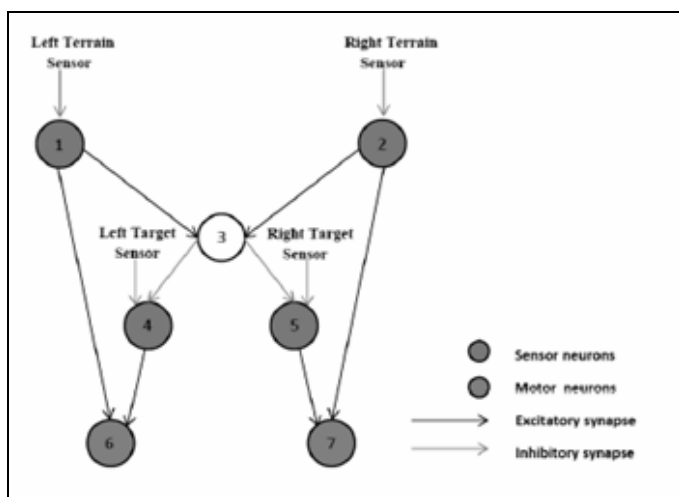 Left Terrain
Sensor
Right Terrain
Sensor
1
2
3
Left Target
Sensor
Right Target
Sensor
4
5
6
7
Sensor neurons
Motor neurons
Excitatory synapse
Inhibitory synapse